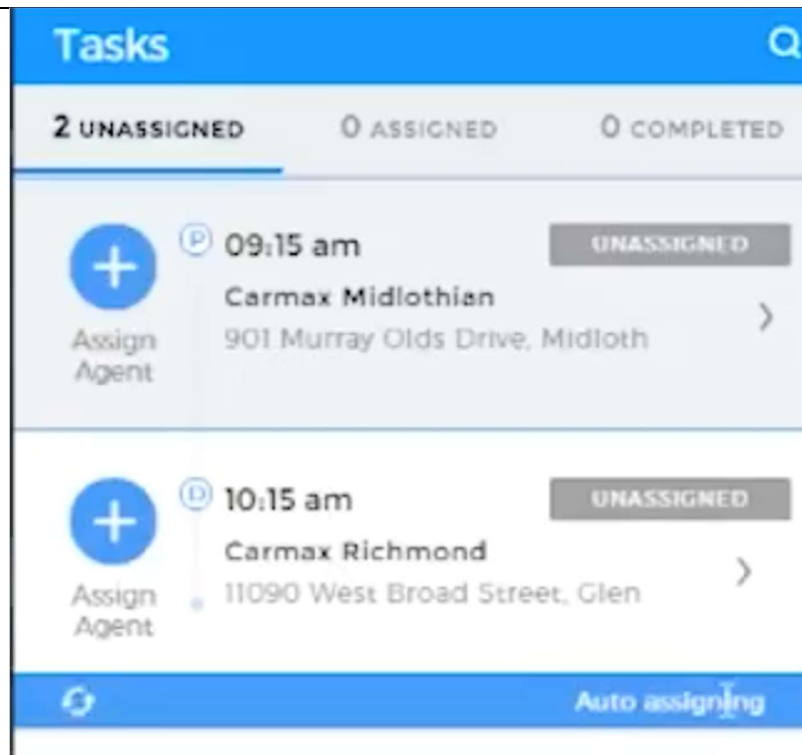 Tasks
2 UNASSIGNED 0 ASSIGNED 0 COMPLETED
P 09:15 am UNASSIGNED
Carmax Midlothian
901 Murray Olds Drive, Midloth
Assign
Agent
D 10:15 am UNASSIGNED
Carmax Richmond
11090 West Broad Street, Glen
Assign
Agent
Auto assigning